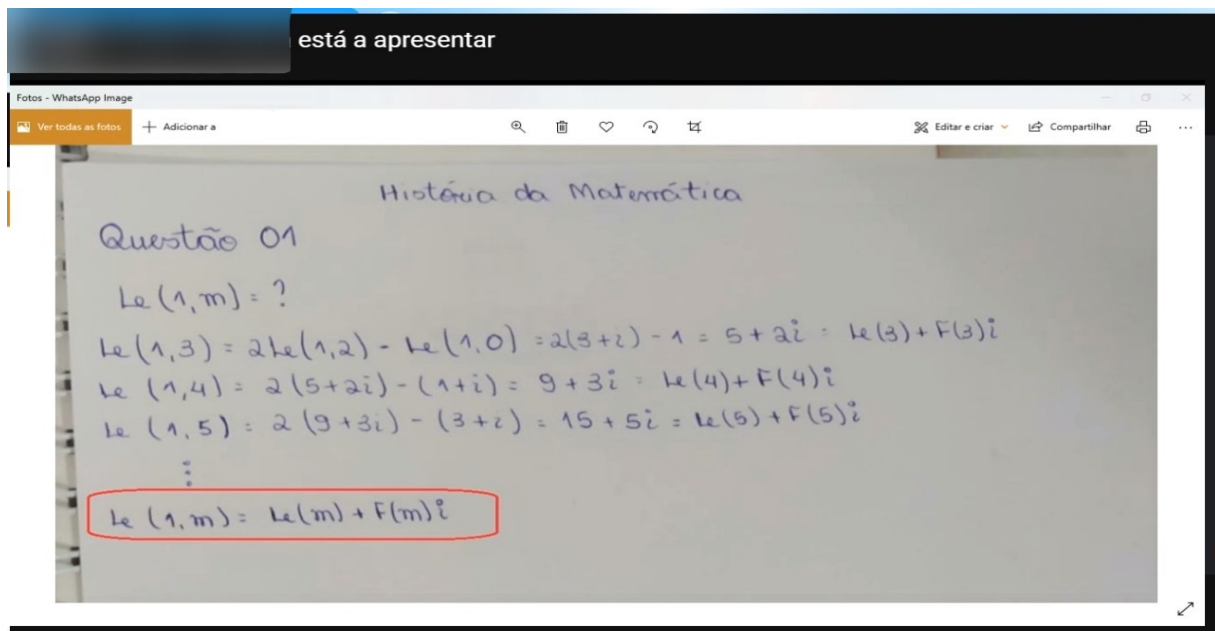 está a apresentar
Fotos - WhatsApp Image
Ver todas as fotos
Adicionar a
Editar e criar
Compartilhar
História da Matemática
Questão 01
Le(1,m) = ?
Le(1,3) = 2Le(1,2) - Le(1,0) = 2(3+i) - 1 = 5 + 2i = Le(3) + F(3)i
Le (1,4) = 2(5+2i) - (1+i) = 9 + 3i = Le(4) + F(4)i
Le (1,5) = 2(9+3i) - (3+i) = 15 + 5i = Le(5) + F(5)i
⋮
Le (1,m) = Le(m) + F(m)i